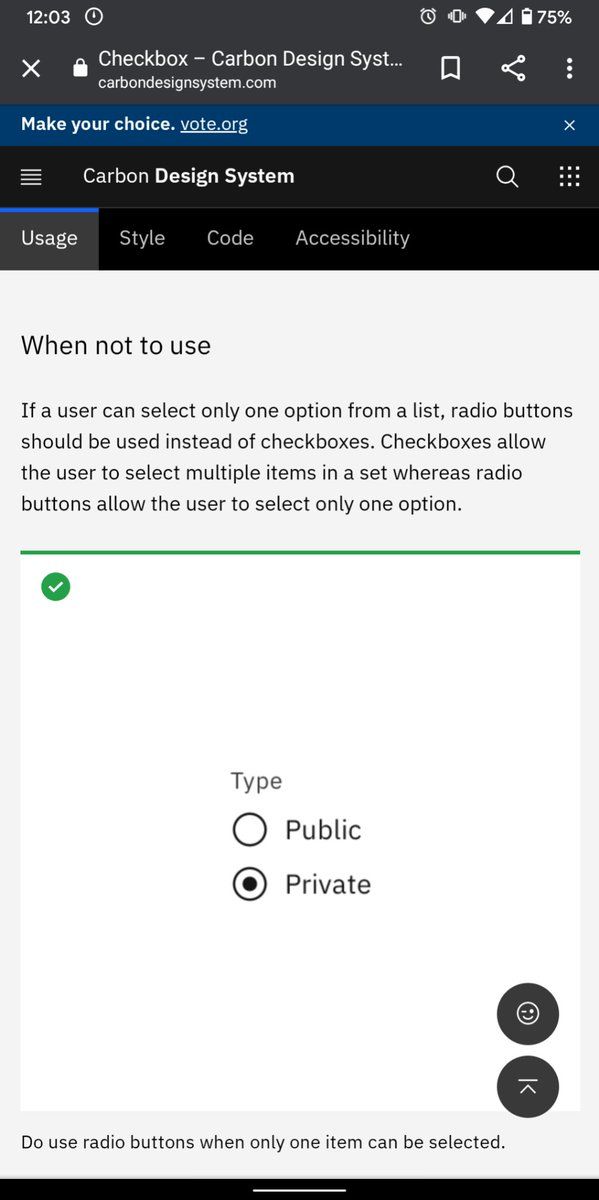 12:03
75%
Checkbox – Carbon Design Syst...
carbondesignsystem.com
Make your choice. vote.org
Carbon Design System
Usage Style Code Accessibility
When not to use
If a user can select only one option from a list, radio buttons
should be used instead of checkboxes. Checkboxes allow
the user to select multiple items in a set whereas radio
buttons allow the user to select only one option.
Type
Public
Private
Do use radio buttons when only one item can be selected.